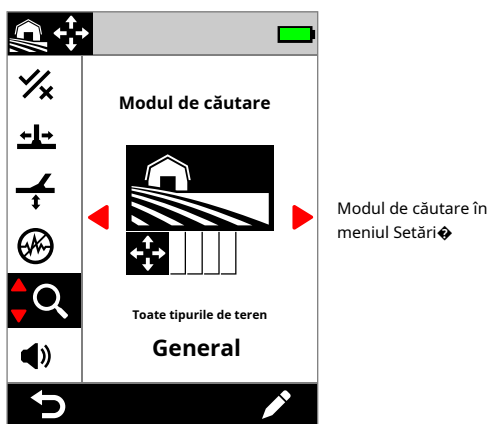 Modul de căutare
Toate tipurile de teren
General
Modul de căutare în
meniul Setări�